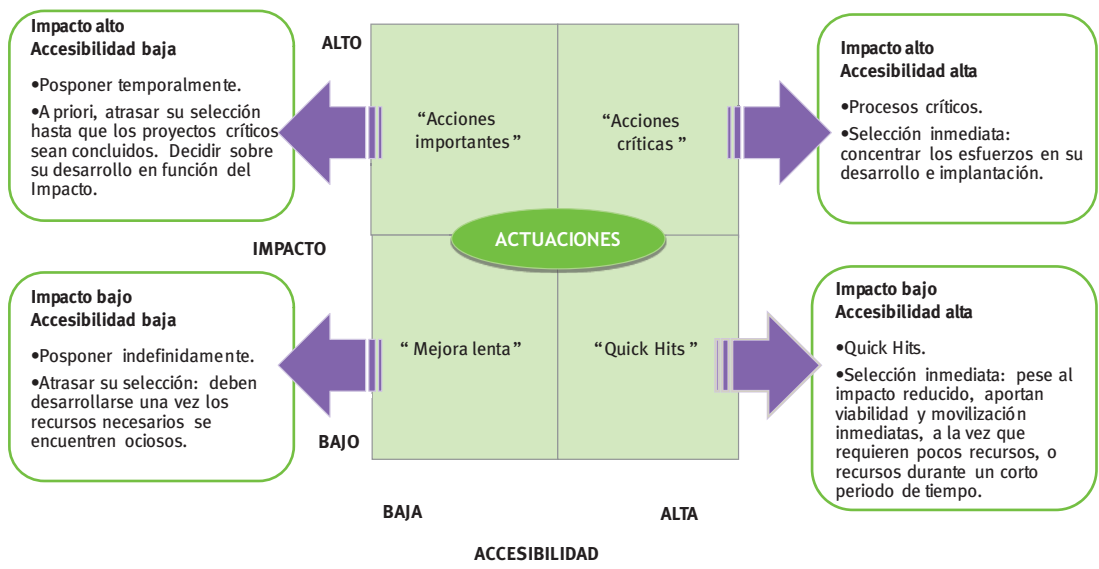 Impacto alto
Accesibilidad baja
•Posponer temporalmente.
•A priori, atrasar su selección
hasta que los proyectos críticos
sean concluidos. Decidir sobre
su desarrollo en función del
Impacto.
ALTO
"Acciones
importantes"
"Acciones
críticas"
Impacto alto
Accesibilidad alta
•Procesos críticos.
•Selección inmediata:
concentrar los esfuerzos en su
desarrollo e implantación.
IMPACTO
ACTUACIONES
Impacto bajo
Accesibilidad baja
•Posponer indefinidamente.
•Atrasar su selección: deben
desarrollarse una vez los
recursos necesarios se
encuentren ociosos.
"Mejora lenta"
"Quick Hits"
Impacto bajo
Accesibilidad alta
•Quick Hits.
•Selección inmediata: pese al
impacto reducido, aportan
viabilidad y movilización
inmediatas, a la vez que
requieren pocos recursos, o
recursos durante un corto
periodo de tiempo.
BAJO
BAJA
ALTA
ACCESIBILIDAD